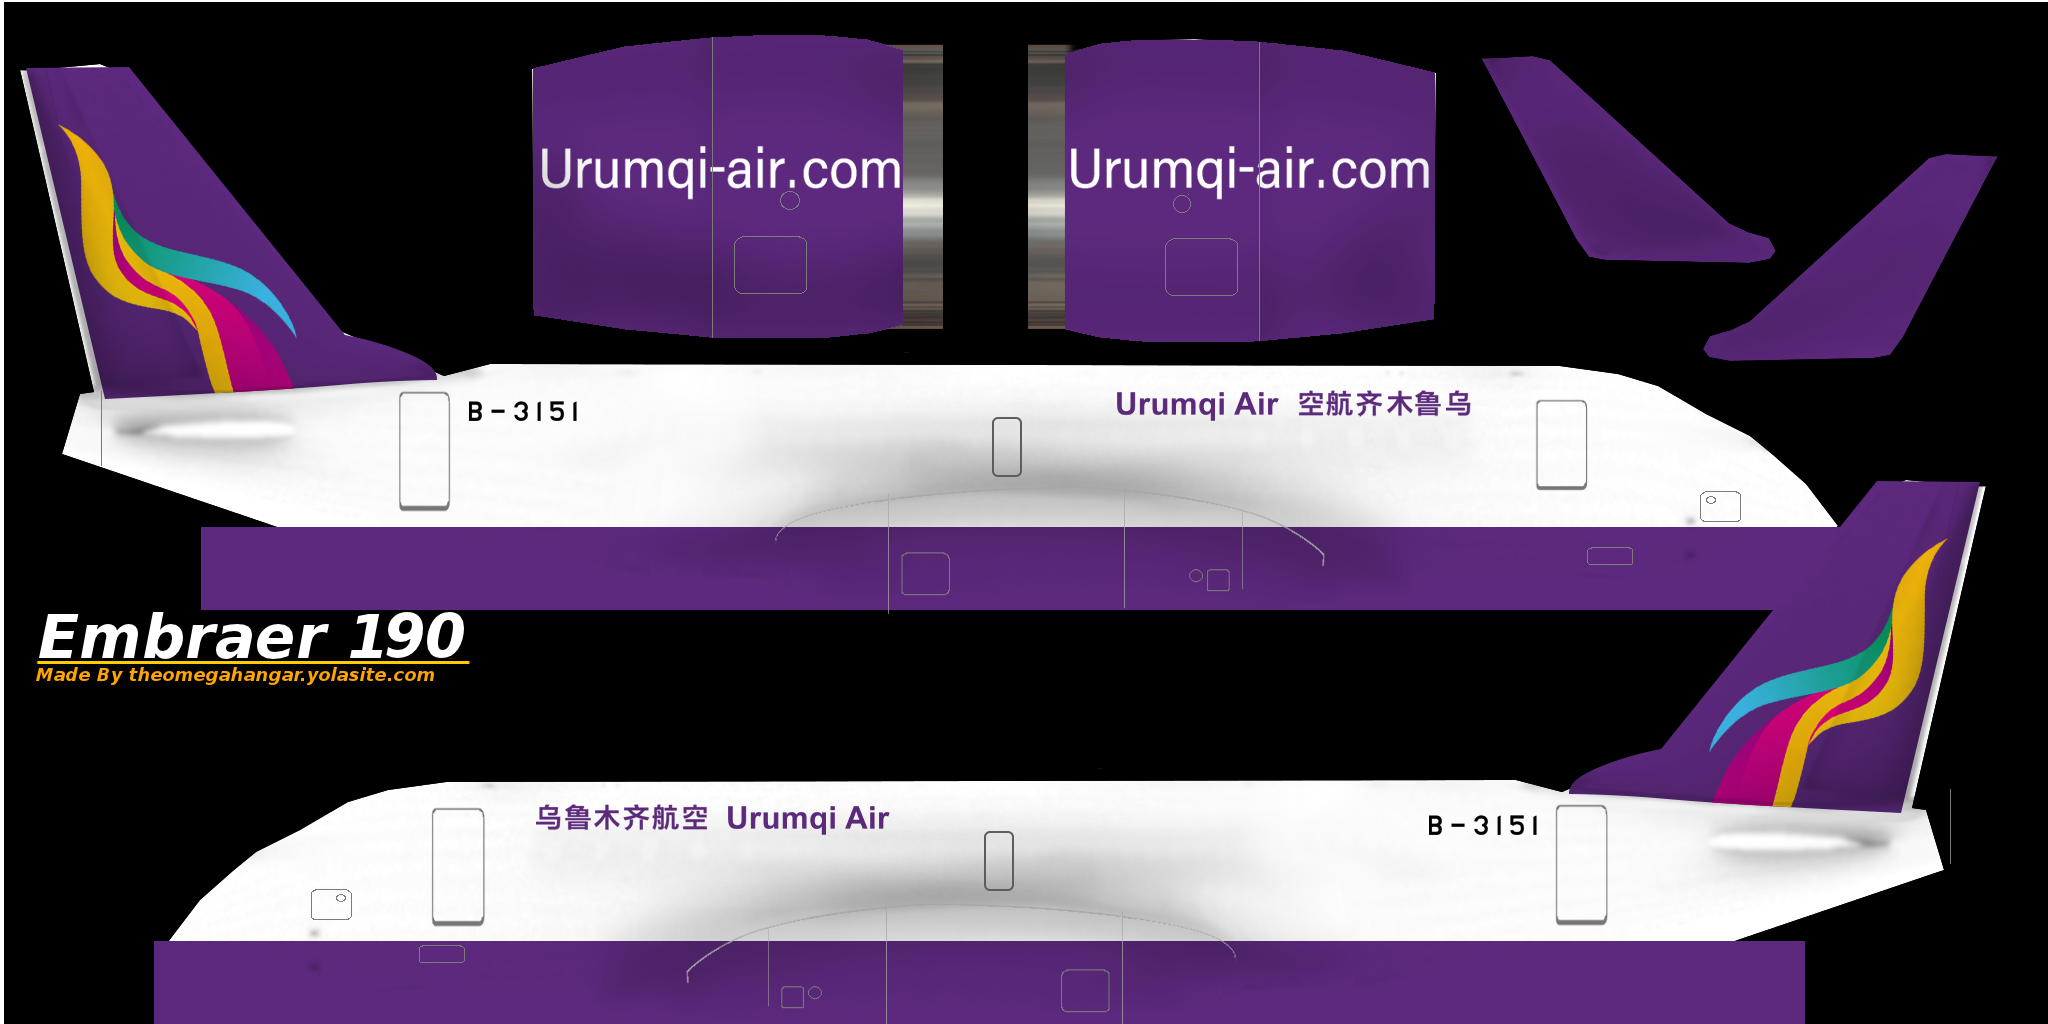 Urumqi-air.com
Urumqi-air.com
B-3151
Urumqi Air 空航齐木鲁乌
Embraer 190
Made By theomegahangar.yolasite.com
乌鲁木齐航空 Urumqi Air
B-3151